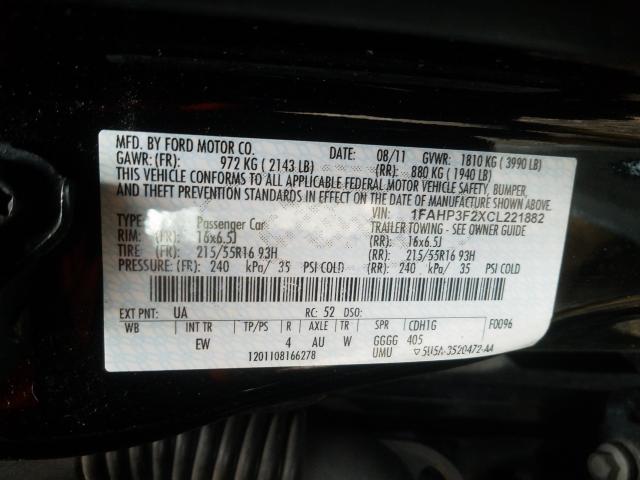 MFD. BY FORD MOTOR CO.
DATE: 08/11 GVWR: 1810 KG ( 3990 LB)
GAWR: (FR): 972 KG ( 2143 LB) (RR): 880 KG ( 1940 LB)
THIS VEHICLE CONFORMS TO ALL APPLICABLE FEDERAL MOTOR VEHICLE SAFETY, BUMPER,
AND THEFT PREVENTION STANDARDS IN EFFECT ON THE DATE OF MANUFACTURE SHOWN ABOVE.
VIN: 1FAHP3F2XCL221882
TYPE: Passenger Car TRAILER TOWING - SEE OWNER GUIDE
RIM: (FR) 16x6.5J (RR): 16x6.5J
TIRE (FR) 215/55R16 93H (RR): 215/55R16 93H
PRESSURE: (FR) 240 kPa/ 35 PSI COLD (RR): 240 kPa/ 35 PSI COLD
EXT PNT: UA RC: 52 DSO:
WB INT TR TP/PS R AXLE TR SPR CDH1G F0096
EW 4 AU W GGGG 405
1201108166278 UMU ▽5U5A-3520472-AA